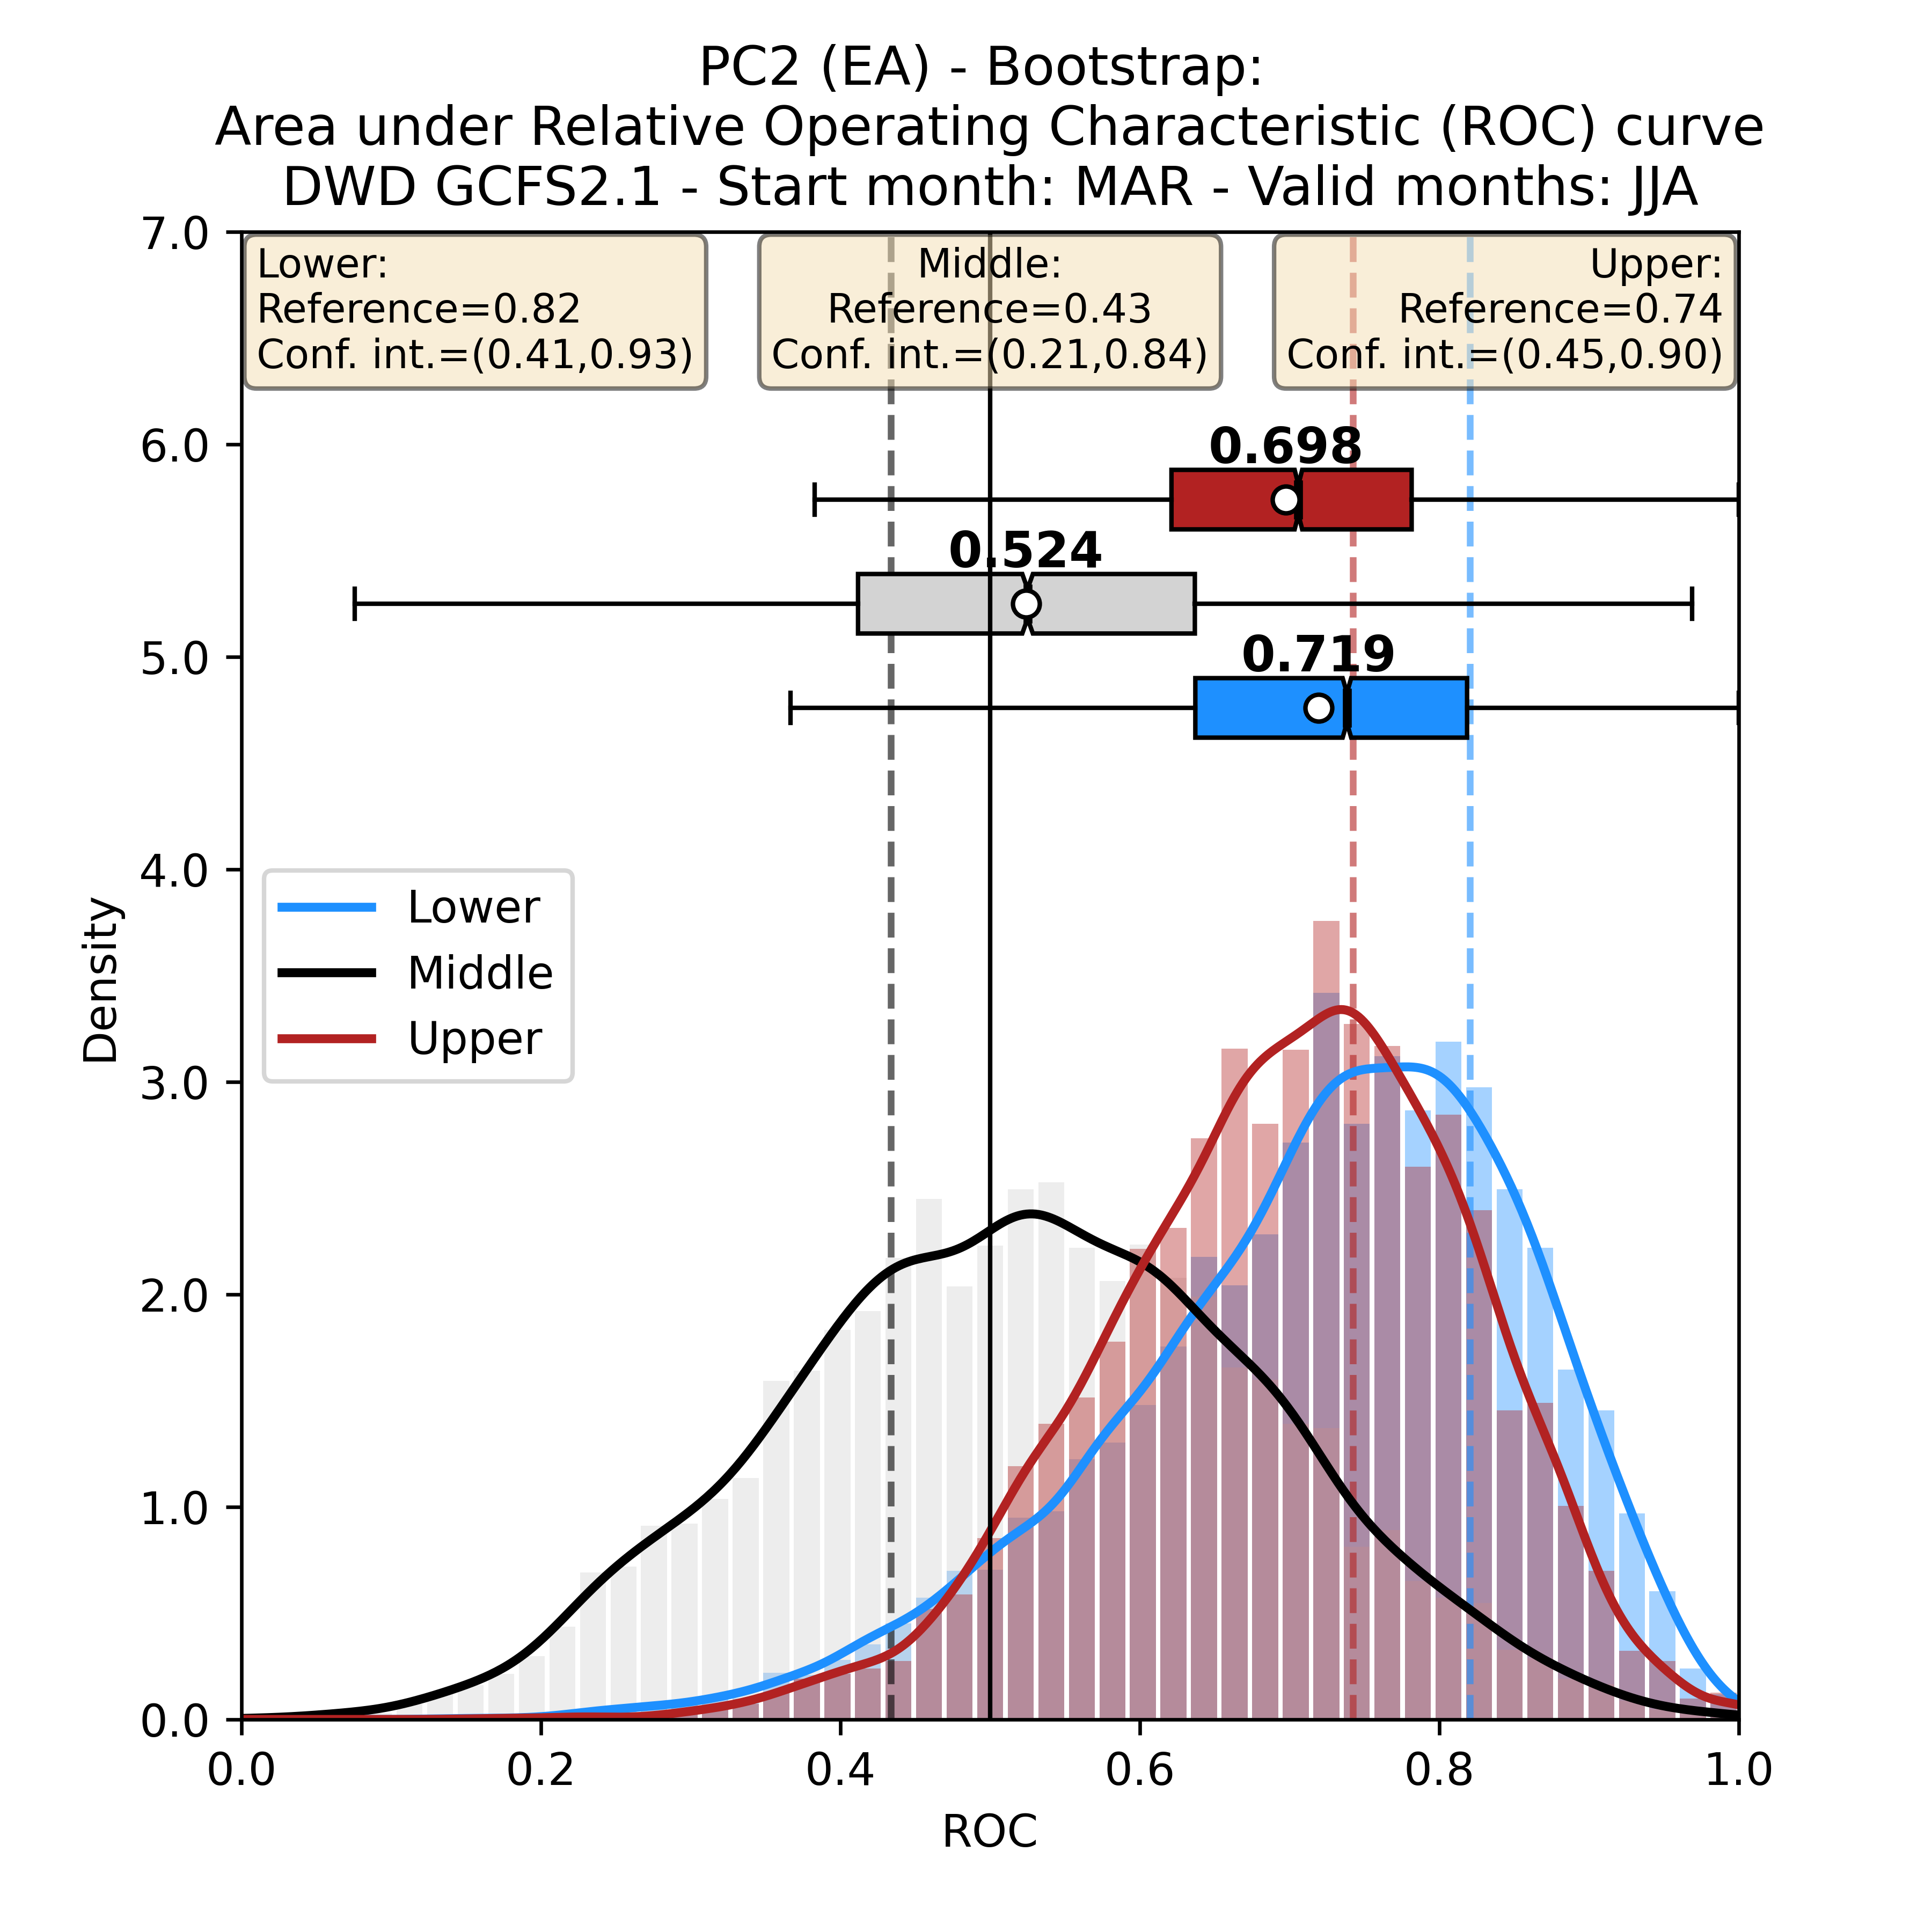 PC2 (EA) - Bootstrap:
Area under Relative Operating Characteristic (ROC) curve
DWD GCFS2.1 - Start month: MAR - Valid months: JJA
Lower:
Reference=0.82
Conf. int.=(0.41,0.93)
Middle:
Reference=0.43
Conf. int.=(0.21,0.84)
Upper:
Reference=0.74
Conf. int.=(0.45,0.90)
0.698
0.524
0.719
Lower
Middle
Upper
Density
7.0
6.0
5.0
4.0
3.0
2.0
1.0
0.0
0.0 0.2 0.4 0.6 0.8 1.0
ROC